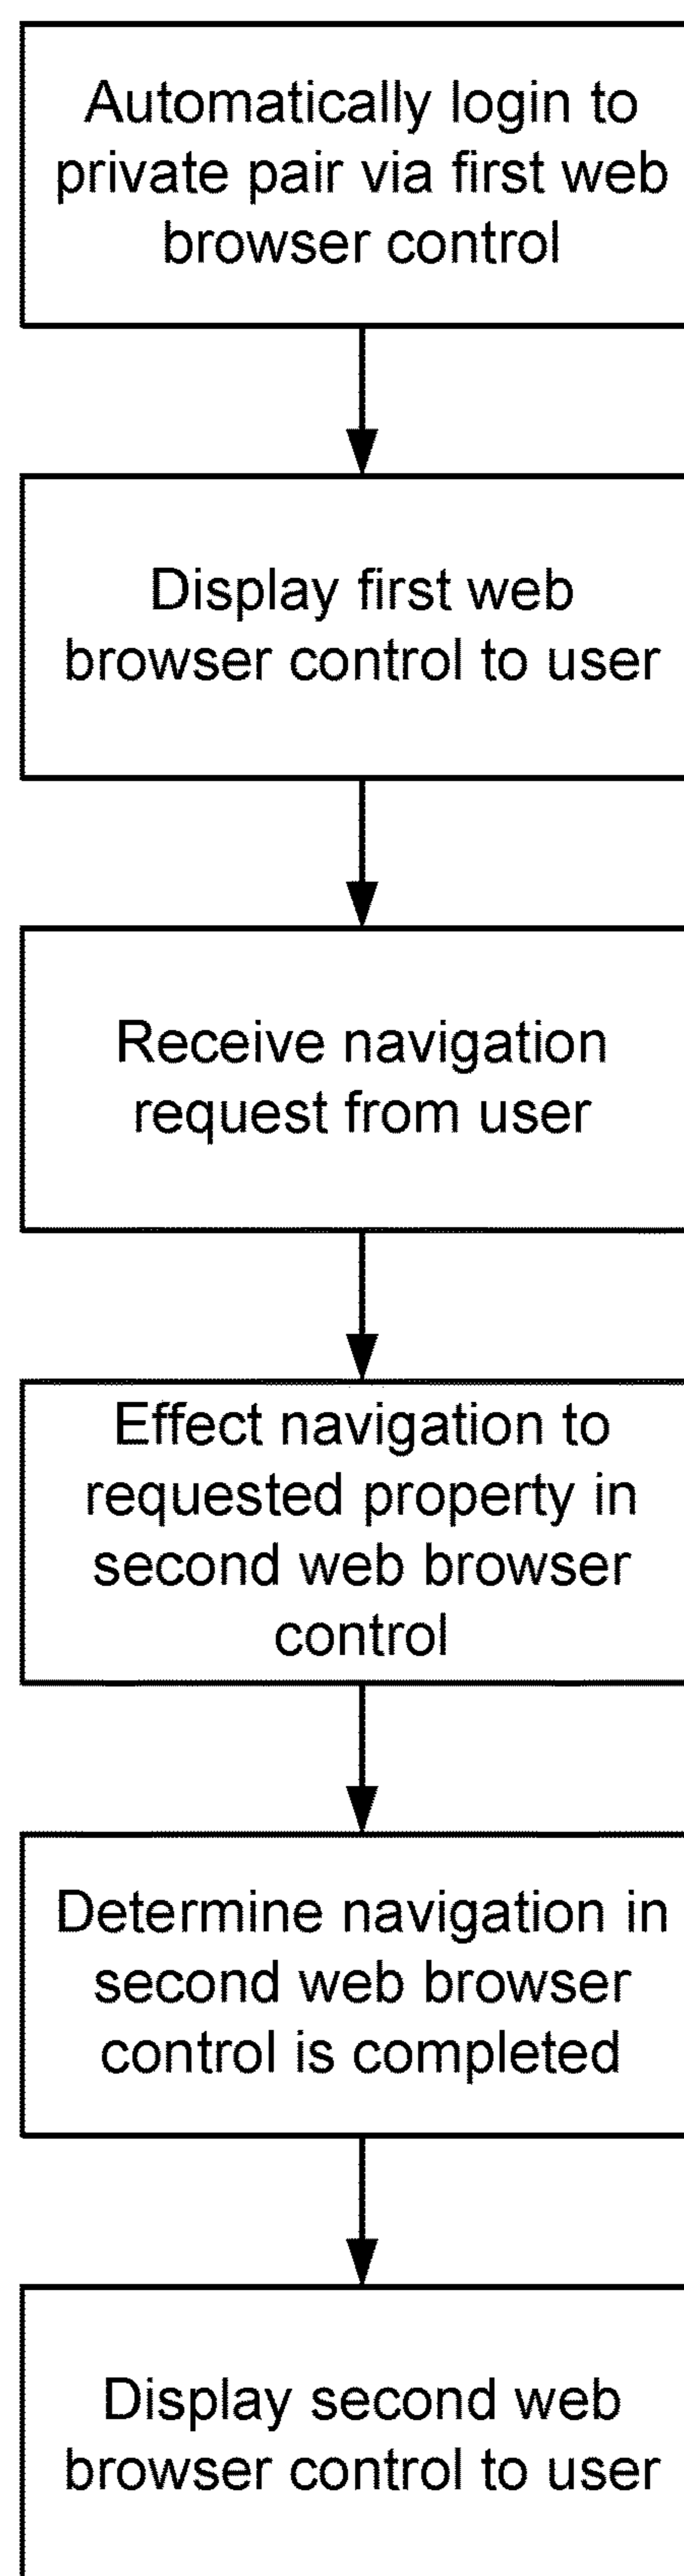 Automatically login to
private pair via first web
browser control
Display first web
browser control to user
Receive navigation
request from user
Effect navigation to
requested property in
second web browser
control
Determine navigation in
second web browser
control is completed
Display second web
browser control to user